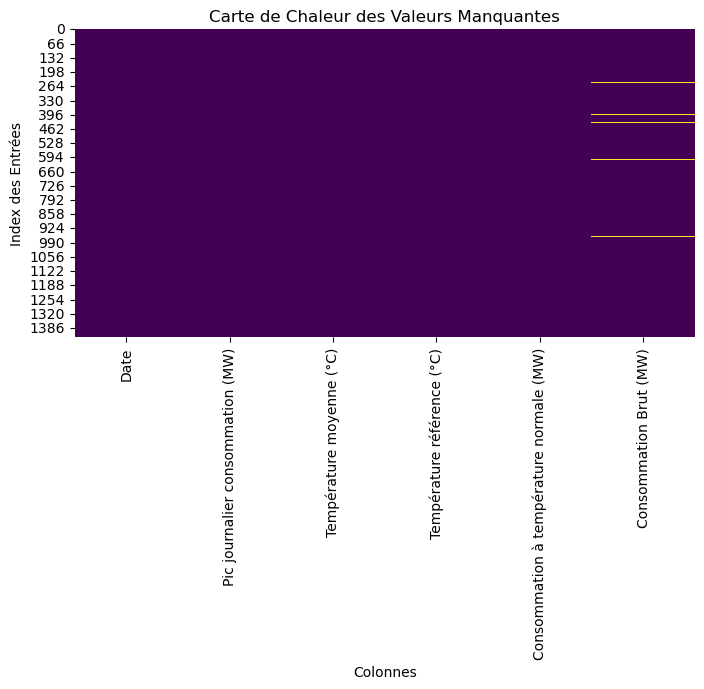 Carte de Chaleur des Valeurs Manquantes
Index des Entrées
0
66
132
198
264
330
396
462
528
594
660
726
792
858
924
990
1056
1122
1188
1254
1320
1386
Date
Pic journalier consommation (MW)
Température moyenne (°C)
Température référence (°C)
Consommation à température normale (MW)
Consommation Brut (MW)
Colonnes